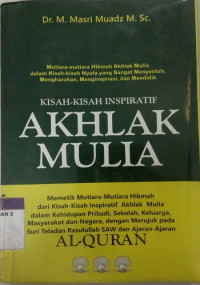 Dr. M. Masri Muadz M. Sc.
Mutiara-mutiara Hikmah Akhlak Mulia
dalam Kisah-kisah Nyata yang Sangat Menyentuh,
Mengharukan, Menginspirasi, dan Mendidik
KISAH-KISAH INSPIRATIF
AKHLAK
MULIA
Memetik Mutiara-Mutiara Hikmah
dari Kisah-Kisah Inspiratif Akhlak Mulia
dalam Kehidupan Pribadi, Sekolah, Keluarga,
Masyarakat dan Negara, dengan Merujuk pada
Suri Teladan Rasulullah SAW dan Ajaran-Ajaran
AL-QURAN
AN 2